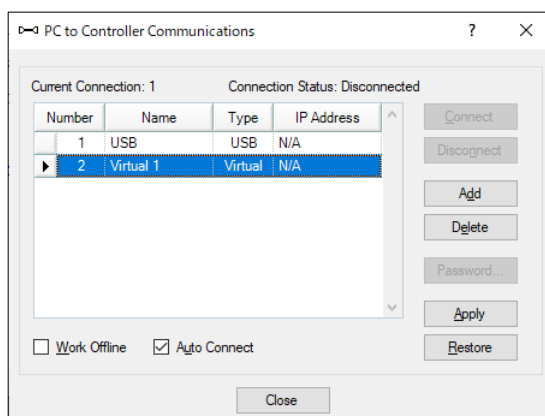 PC to Controller Communications
Current Connection: 1 Connection Status: Disconnected
Number Name Type IP Address
1 USB USB N/A
2 Virtual 1 Virtual N/A
Connect
Disconnect
Add
Delete
Password...
Apply
Restore
Work Offline Auto Connect
Close